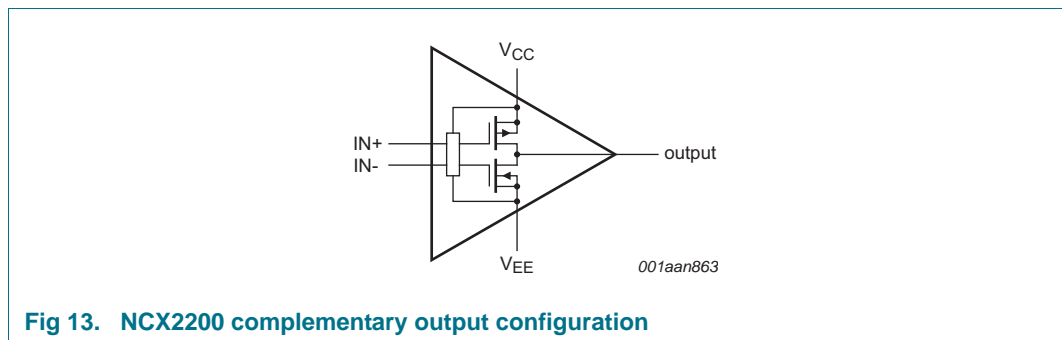 VCC
IN+
IN-
output
VEE
001aan863
Fig 13. NCX2200 complementary output configuration